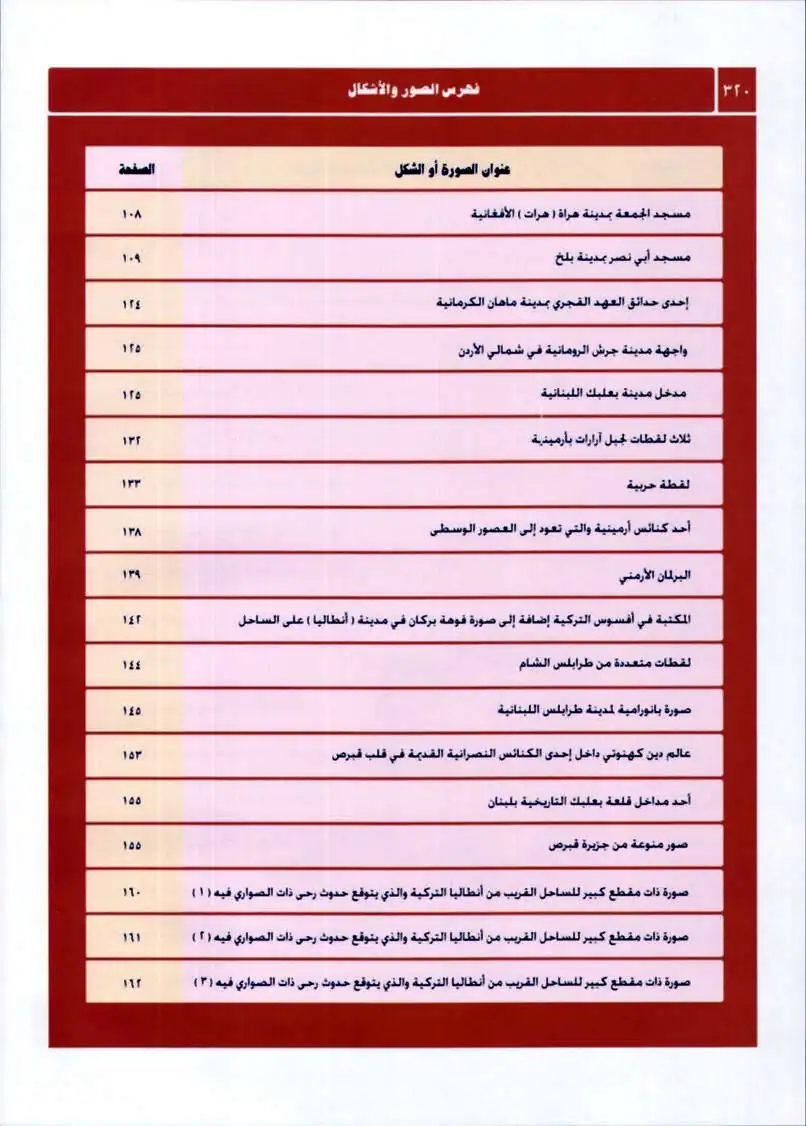 فهرس الصور والأشكال ٣٢٠
عنوان الصورة أو الشكل الصفحة
مسجد الجمعة بمدينة هراة ( هرات ) الأفغانية ١٠٨
مسجد أبي نصر بمدينة بلخ ١٠٩
إحدى حدائق العهد القجري بمدينة ماهان الكرمانية ١٢٤
واجهة مدينة جرش الرومانية في شمالي الأردن ١٢٥
مدخل مدينة بعلبك اللبنانية ١٢٥
ثلاث لقطات لجبل آرارات بأرمينية ١٣٢
لقطة حربية ١٣٣
أحد كنائس أرمينية والتي تعود إلى العصور الوسطى ١٣٨
البرلمان الأرمني ١٣٩
المكتبة في أفسوس التركية إضافة إلى صورة فوهة بركان في مدينة ( أنطاليا ) على الساحل ١٤٢
لقطات متعددة من طرابلس الشام ١٤٤
صورة بانورامية لمدينة طرابلس اللبنانية ١٤٥
عالم دين كهنوتي داخل إحدى الكنائس النصرانية القديمة في قلب قبرص ١٥٣
أحد مداخل قلعة بعلبك التاريخية بلبنان ١٥٥
صور منوعة من جزيرة قبرص ١٥٥
صورة ذات مقطع كبير للساحل القريب من أنطاليا التركية والذي يتوقع حدوث رحى ذات الصواري فيه ( ١ ) ١٦٠
صورة ذات مقطع كبير للساحل القريب من أنطاليا التركية والذي يتوقع حدوث رحى ذات الصواري فيه ( ٢ ) ١٦١
صورة ذات مقطع كبير للساحل القريب من أنطاليا التركية والذي يتوقع حدوث رحى ذات الصواري فيه ( ٣ ) ١٦٢